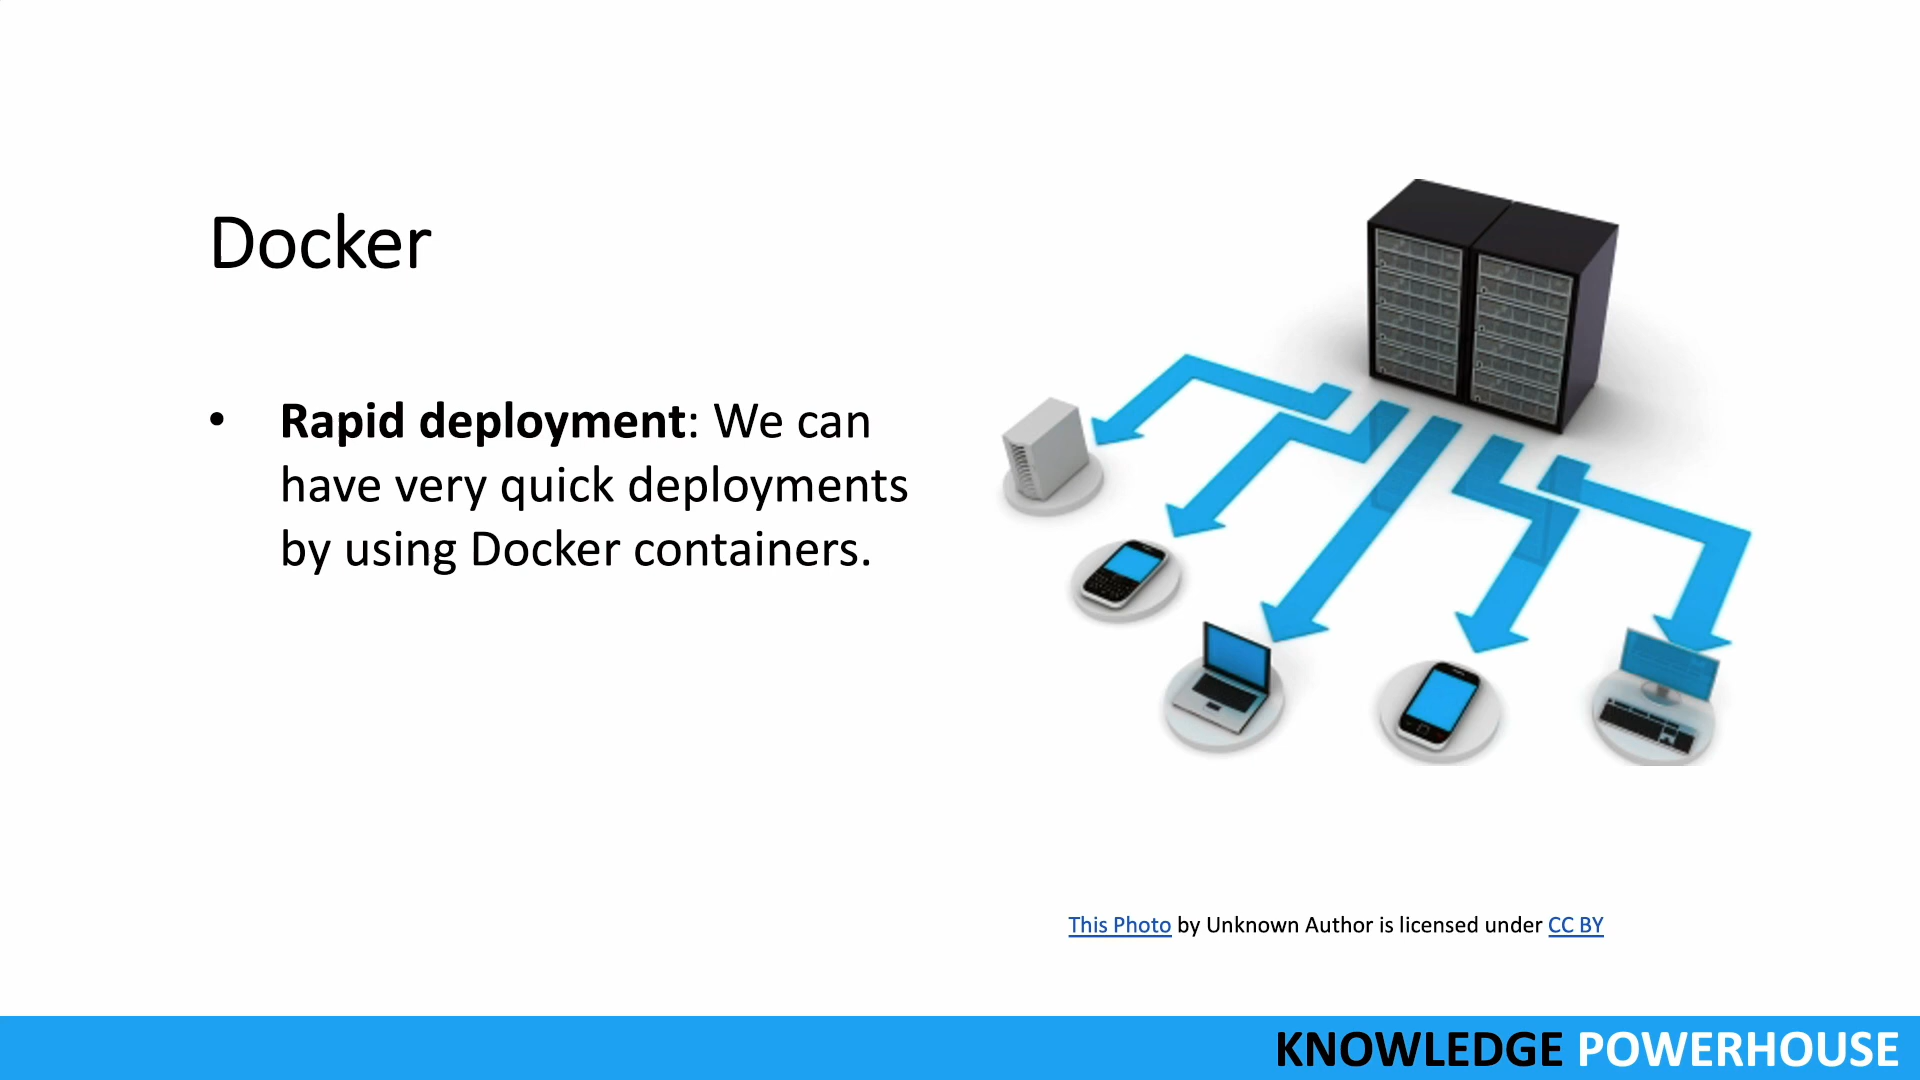 Docker
• Rapid deployment: We can
have very quick deployments
by using Docker containers.
This Photo by Unknown Author is licensed under CC BY
KNOWLEDGE POWERHOUSE